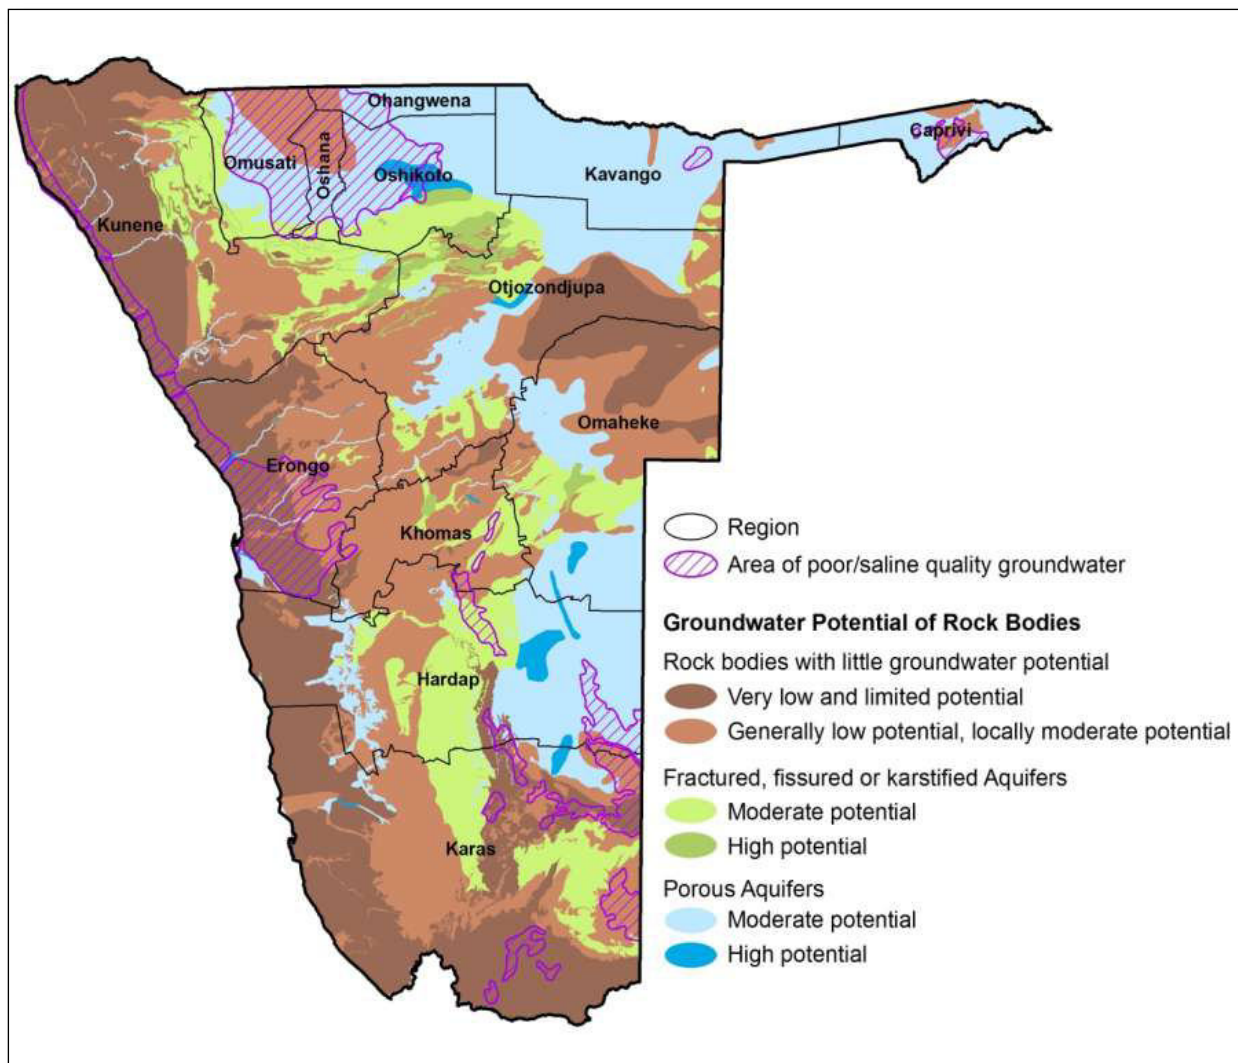 Ohangwena
Caprivi
Omusati
Oshana
Oshikoto
Kavango
Kunene
Otjozondjupa
Omaheke
Erongo
Khomas
Hardap
Karas
Region
Area of poor/saline quality groundwater
Groundwater Potential of Rock Bodies
Rock bodies with little groundwater potential
Very low and limited potential
Generally low potential, locally moderate potential
Fractured, fissured or karstified Aquifers
Moderate potential
High potential
Porous Aquifers
Moderate potential
High potential